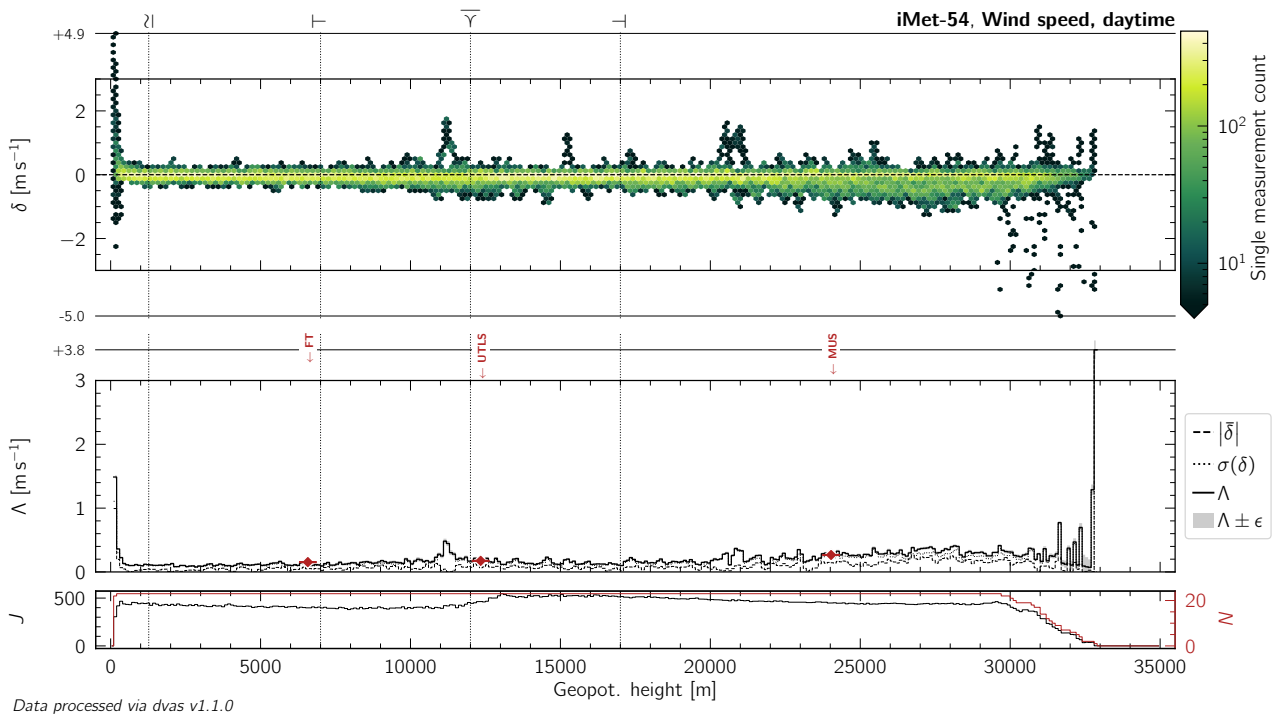 iMet-54, Wind speed, daytime
+4.9
2
0
−2
-5.0
δ [m s⁻¹]
10²
10¹
Single measurement count
+3.8
FT
UTLS
MUS
3
2
1
0
Λ [m s⁻¹]
|δ̄|
σ(δ)
Λ
Λ ± ϵ
500
0
J
20
0
N
0 5000 10000 15000 20000 25000 30000 35000
Geopot. height [m]
Data processed via dvas v1.1.0